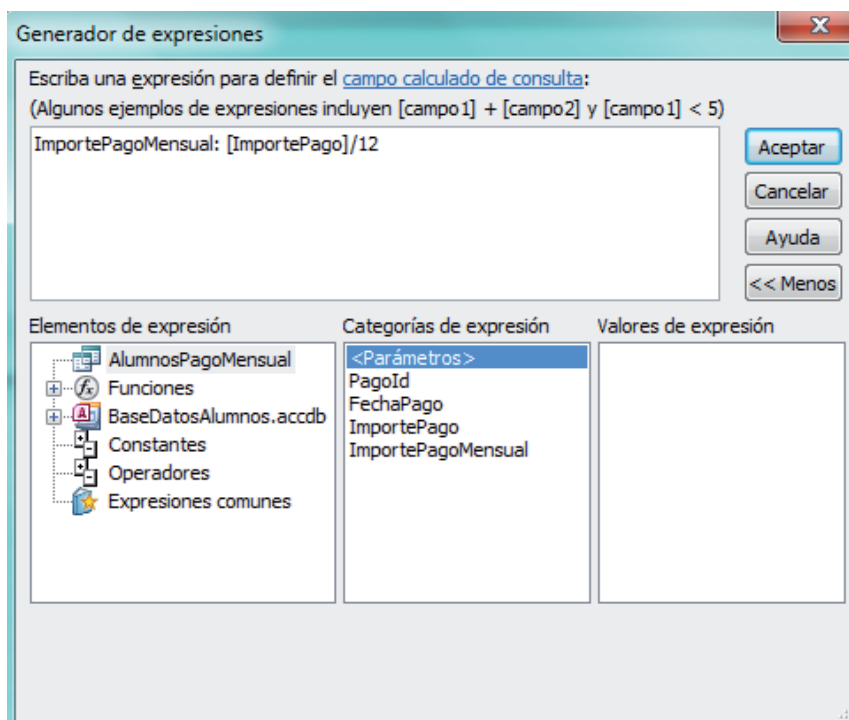 Generador de expresiones
Escriba una expresión para definir el campo calculado de consulta:
(Algunos ejemplos de expresiones incluyen [campo1] + [campo2] y [campo1] < 5)
ImportePagoMensual: [ImportePago]/12
Aceptar
Cancelar
Ayuda
<< Menos
Elementos de expresión
AlumnosPagoMensual
Funciones
BaseDatosAlumnos.accdb
Constantes
Operadores
Expresiones comunes
Categorías de expresión
<Parámetros>
PagoId
FechaPago
ImportePago
ImportePagoMensual
Valores de expresión